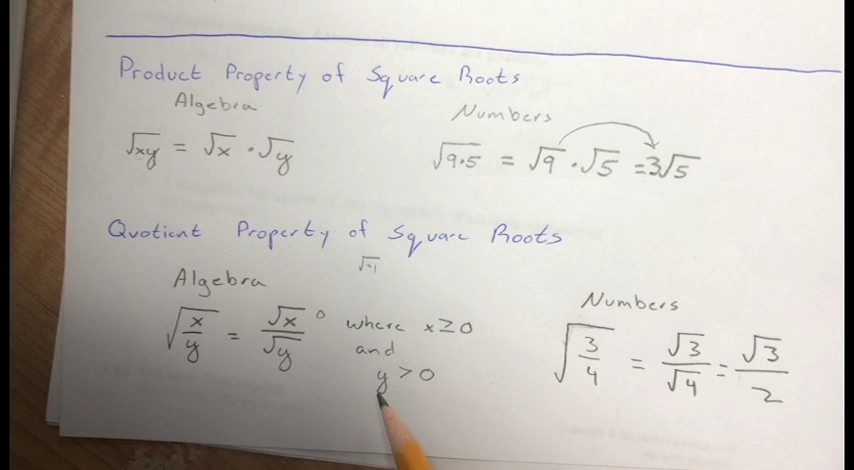 Product Property of Square Roots
Algebra
√xy = √x · √y
Numbers
√9·5 = √9 · √5 = 3√5
Quotient Property of Square Roots
√-1
Algebra
√x/y = √x/√y ° where x ≥ 0
and
y > 0
Numbers
√3/4 = √3/√4 = √3/2